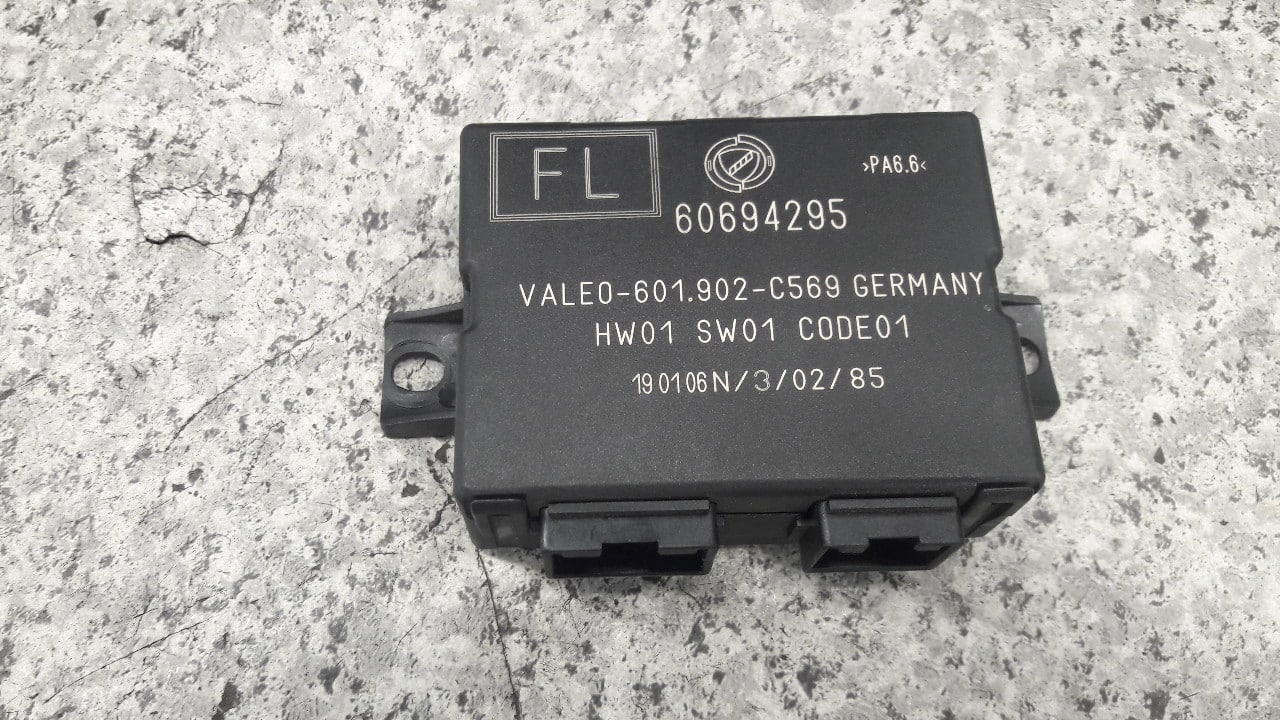 FL
>PA6.6<
60694295
VALEO-601.902-C569 GERMANY
HW01 SW01 CODE01
190106N/3/02/85